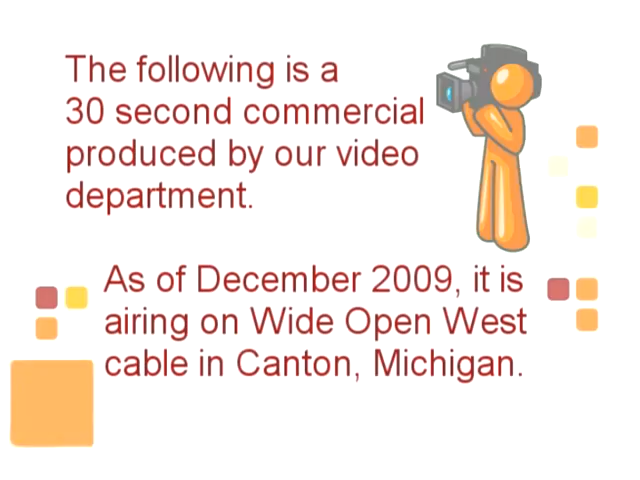 The following is a
30 second commercial
produced by our video
department.
As of December 2009, it is
airing on Wide Open West
cable in Canton, Michigan.